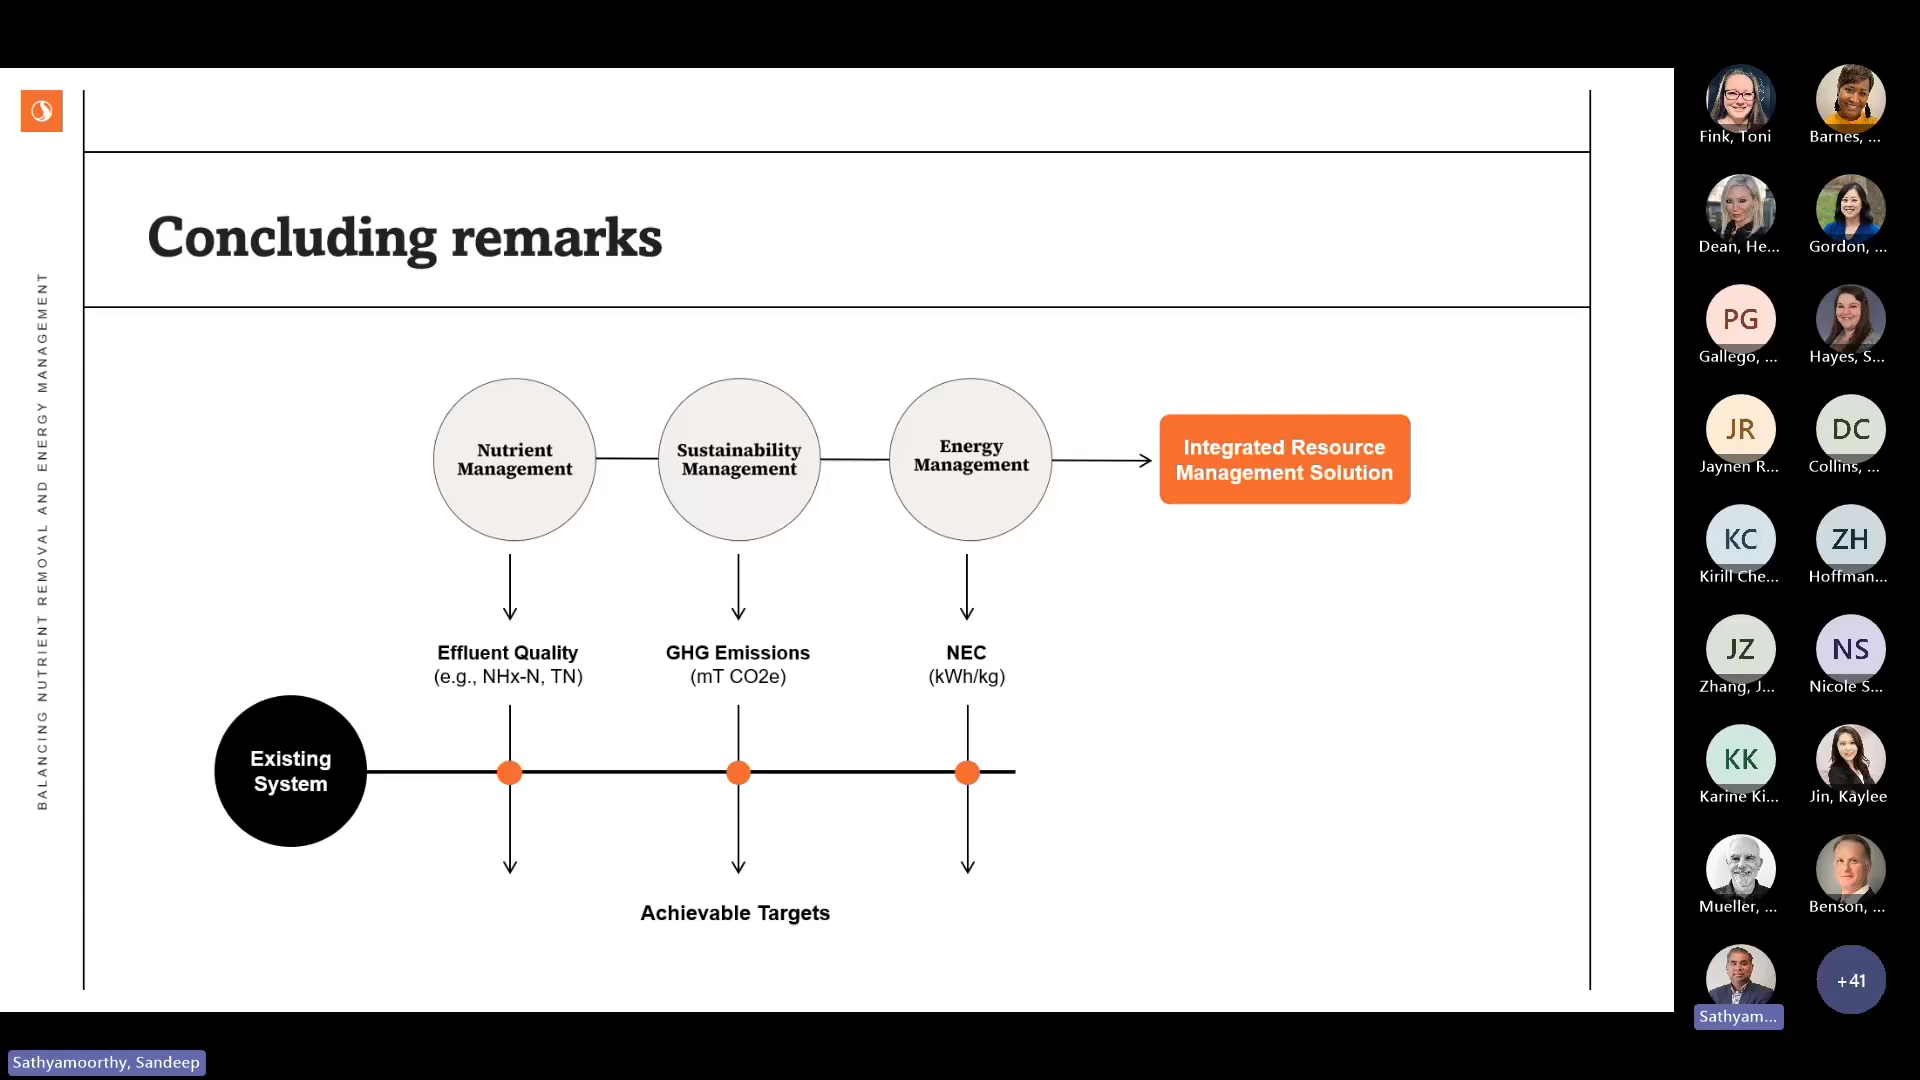 BALANCING NUTRIENT REMOVAL AND ENERGY MANAGEMENT
Concluding remarks
Nutrient
Management
Sustainability
Management
Energy
Management
Integrated Resource
Management Solution
Effluent Quality
(e.g., NHx-N, TN)
GHG Emissions
(mT CO2e)
NEC
(kWh/kg)
Existing
System
Achievable Targets
Fink, Toni
Barnes, ...
Dean, He...
Gordon, ...
PG
Gallego, ...
Hayes, S...
JR
Jaynen R...
DC
Collins, ...
KC
Kirill Che...
ZH
Hoffman...
JZ
Zhang, J...
NS
Nicole S...
KK
Karine Ki...
Jin, Kaylee
Mueller, ...
Benson, ...
Sathyam...
+41
Sathyamoorthy, Sandeep